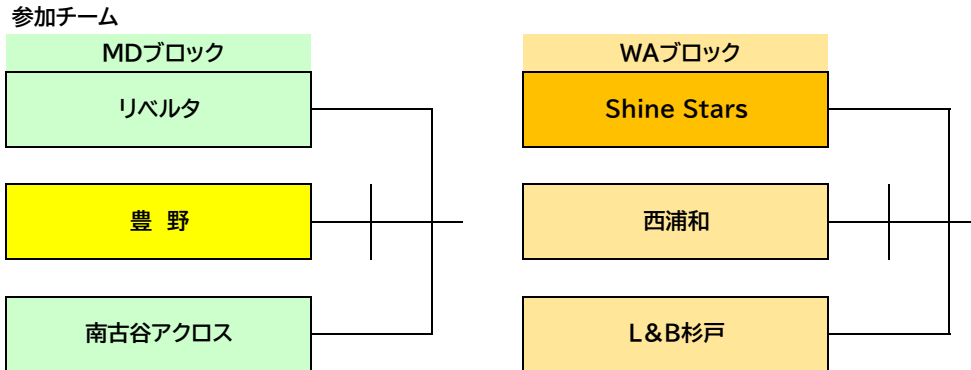 参加チーム
MDブロック
WAブロック
リベルタ
Shine Stars
豊 野
西浦和
南古谷アクロス
L&B杉戸